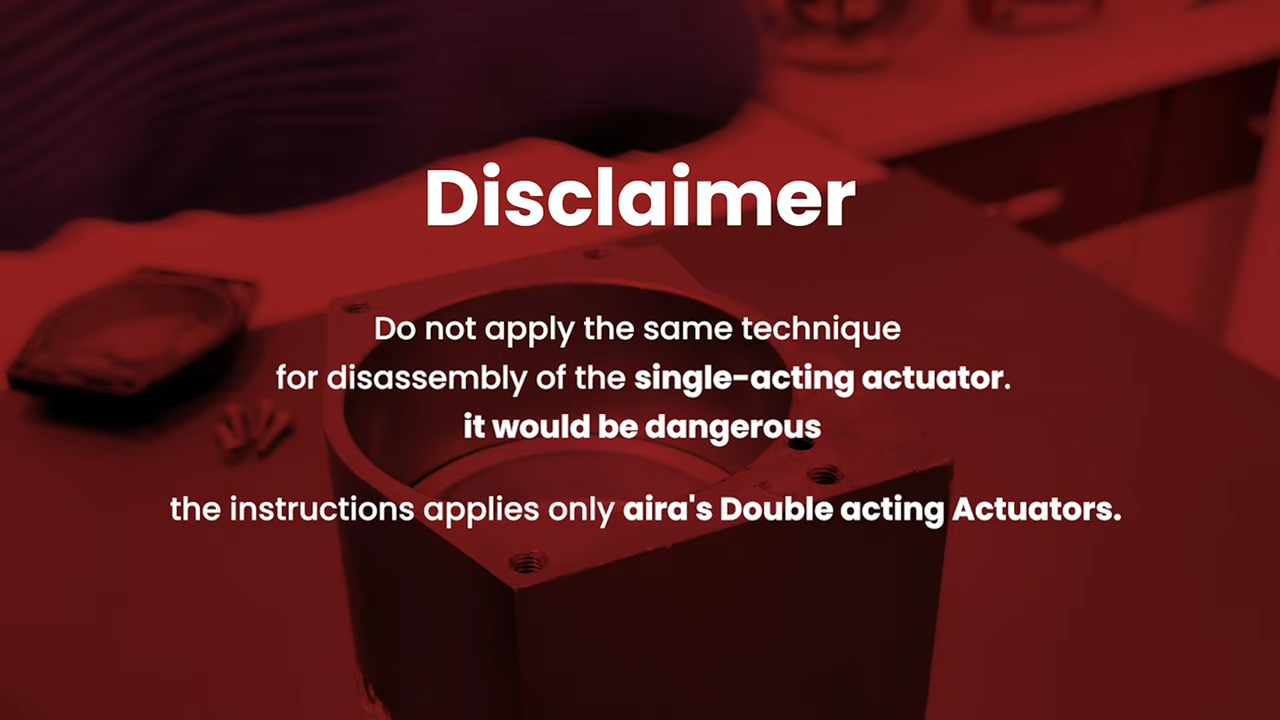 Disclaimer
Do not apply the same technique
for disassembly of the single-acting actuator.
it would be dangerous
the instructions applies only aira's Double acting Actuators.